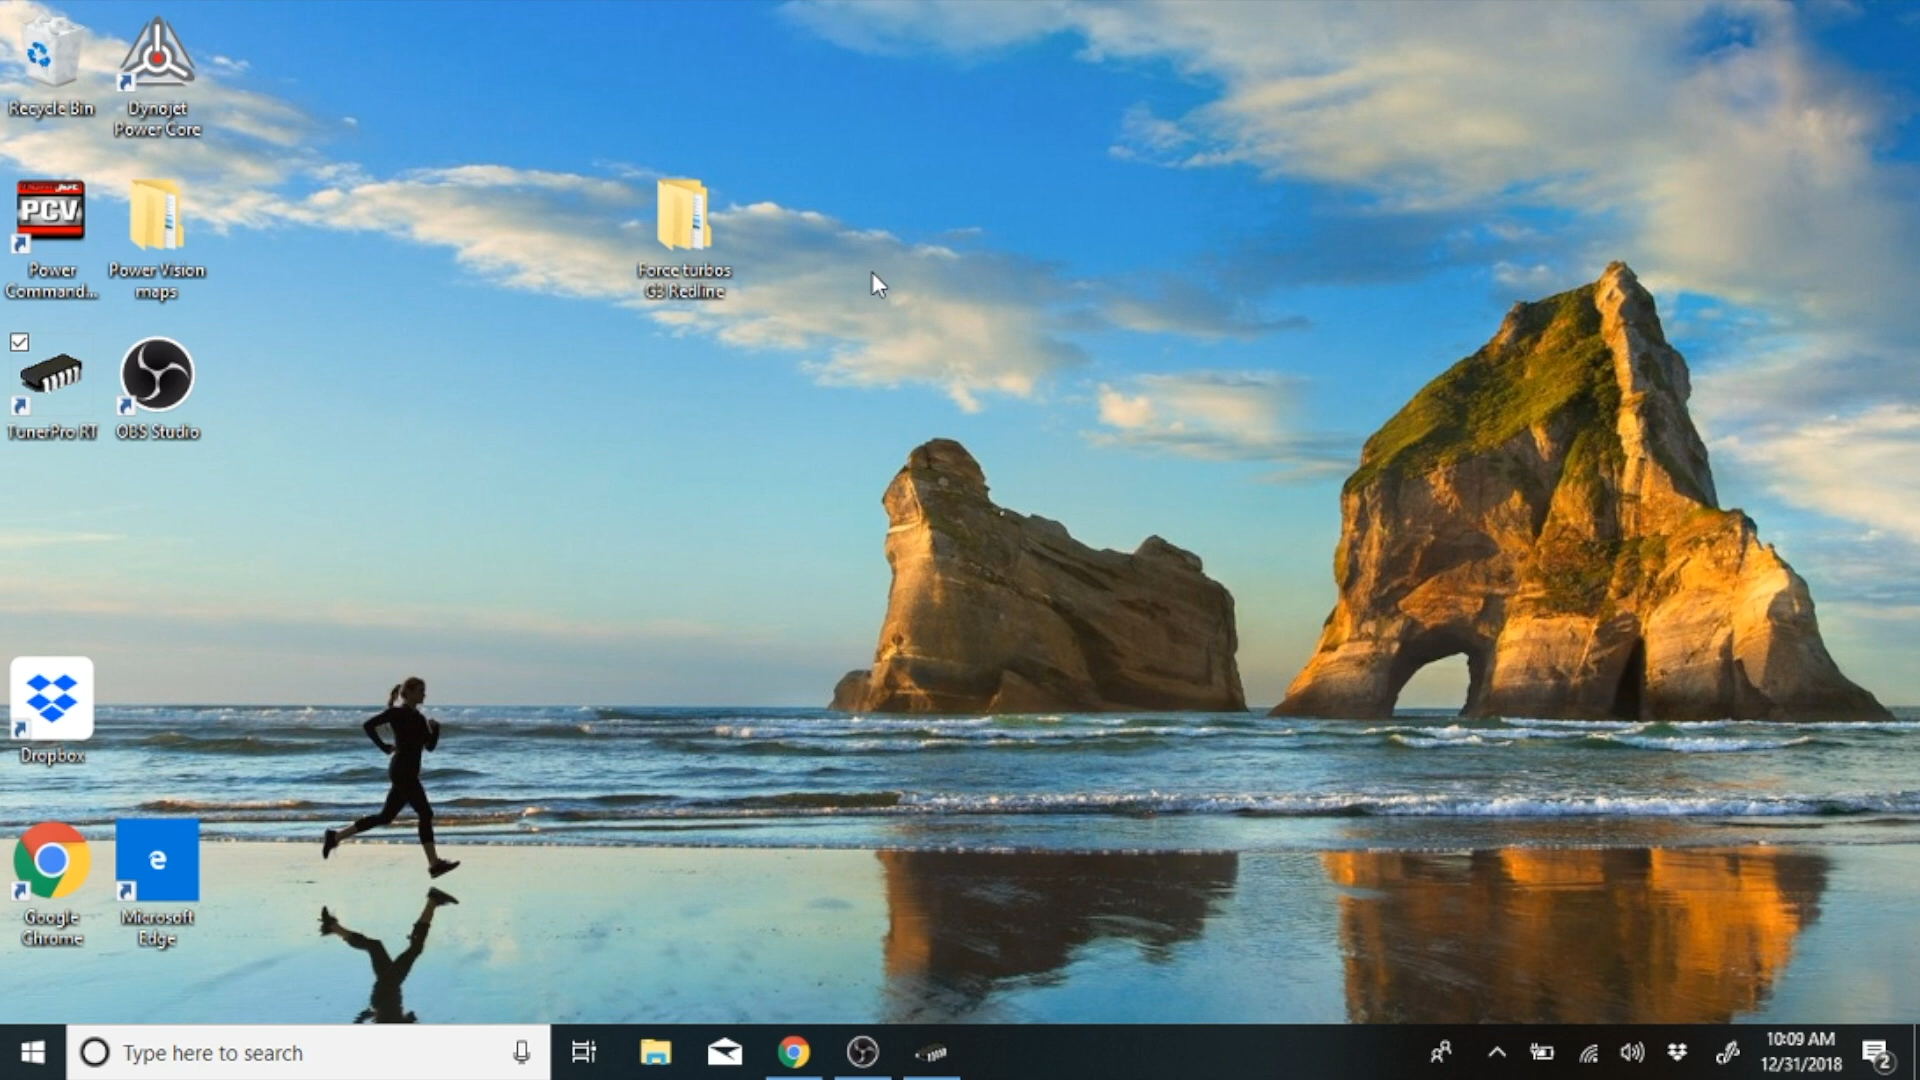 Recycle Bin
Dynojet
Power Core
PCV
Power
Command...
Power Vision
maps
Force turbos
G3 Redline
TunerPro RT
OBS Studio
Dropbox
Google
Chrome
Microsoft
Edge
Type here to search
10:09 AM
12/31/2018
2